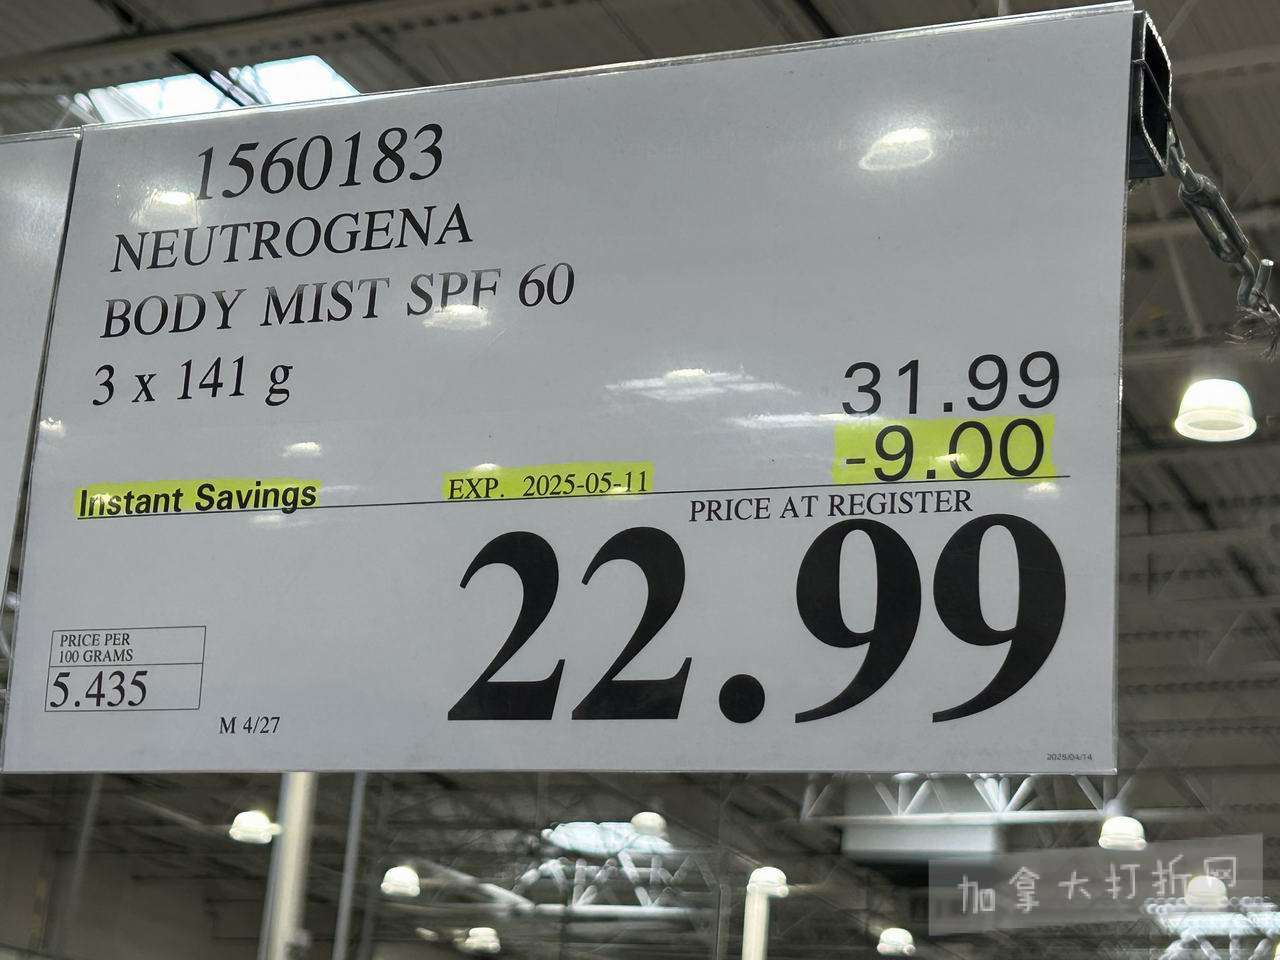 1560183
NEUTROGENA
BODY MIST SPF 60
3 x 141 g
31.99
-9.00
Instant Savings
EXP. 2025-05-11
PRICE AT REGISTER
22.99
PRICE PER
100 GRAMS
5.435
M 4/27
2025/04/14
加拿大打折网